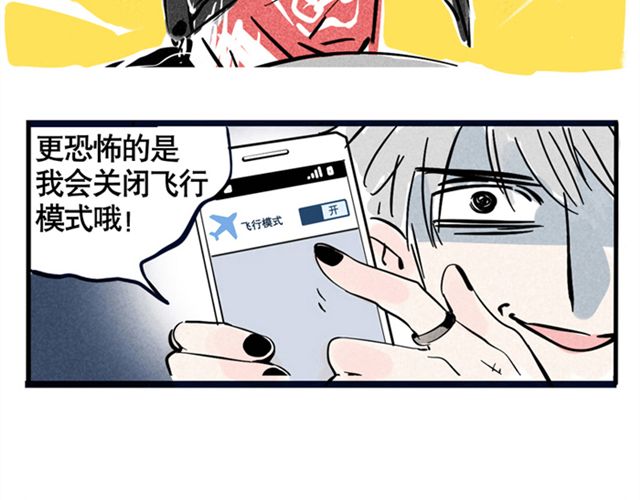 更恐怖的是
我会关闭飞行
模式哦！
飞行模式
开